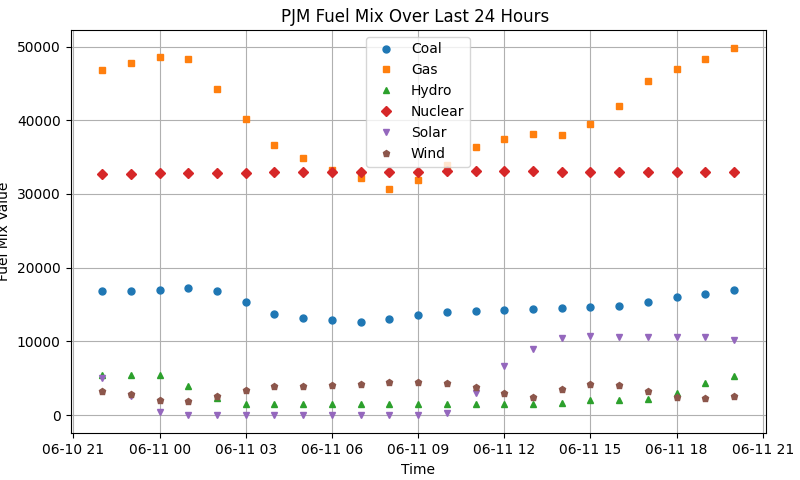 PJM Fuel Mix Over Last 24 Hours
Fuel Mix Value
50000
40000
30000
20000
10000
0
Coal
Gas
Hydro
Nuclear
Solar
Wind
06-10 21
06-11 00
06-11 03
06-11 06
06-11 09
06-11 12
06-11 15
06-11 18
06-11 21
Time